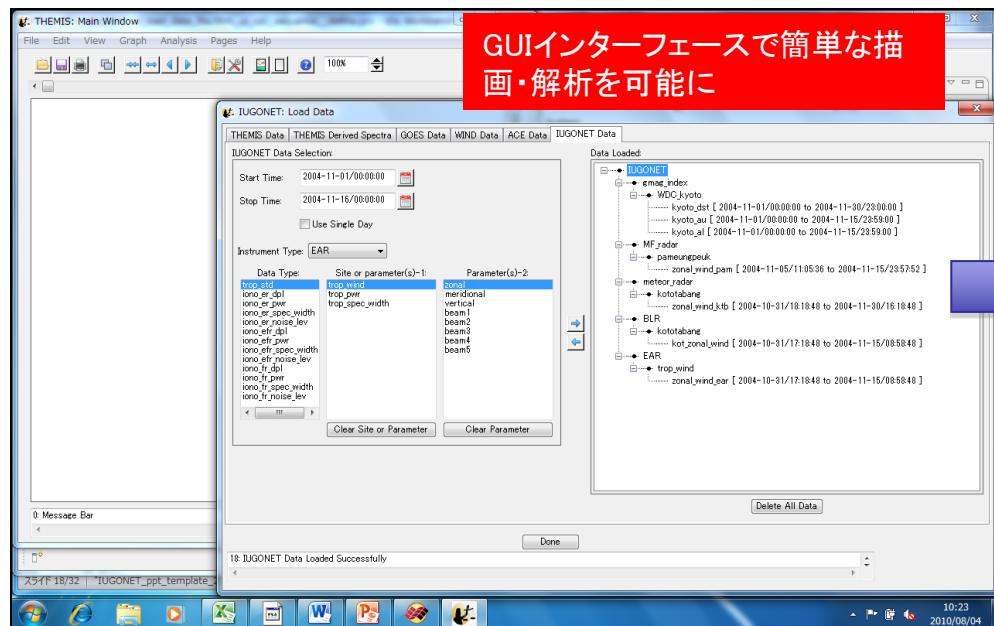 THEMIS: Main Window
File Edit View Graph Analysis Pages Help
100%
GUIインターフェースで簡単な描
画・解析を可能に
IUGONET: Load Data
THEMIS Data THEMIS Derived Spectra GOES Data WIND Data ACE Data IUGONET Data
IUGONET Data Selection:
Start Time: 2004-11-01/00:00:00
Stop Time: 2004-11-16/00:00:00
Use Single Day
Instrument Type: EAR
Data Type:
trop_std
iono_er_dpl
iono_er_pwr
iono_er_spec_width
iono_er_noise_lev
iono_efr_dpl
iono_efr_pwr
iono_efr_spec_width
iono_efr_noise_lev
iono_fr_dpl
iono_fr_pwr
iono_fr_spec_width
iono_fr_noise_lev
Site or parameter(s)-1:
trop_wind
trop_pwr
trop_spec_width
Parameter(s)-2:
zonal
meridional
vertical
beam1
beam2
beam3
beam4
beam5
Clear Site or Parameter Clear Parameter
Data Loaded:
IUGONET
gmag_index
WDC_kyoto
kyoto_dst [ 2004-11-01/00:00:00 to 2004-11-30/23:00:00 ]
kyoto_au [ 2004-11-01/00:00:00 to 2004-11-15/23:59:00 ]
kyoto_al [ 2004-11-01/00:00:00 to 2004-11-15/23:59:00 ]
MF_radar
pameungpeuk
zonal_wind_pam [ 2004-11-05/11:05:36 to 2004-11-15/23:57:52 ]
meteor_radar
kototabang
zonal_wind_ktb [ 2004-10-31/18:18:48 to 2004-11-30/16:18:48 ]
BLR
kototabang
kot_zonal_wind [ 2004-10-31/17:18:48 to 2004-11-15/08:58:48 ]
EAR
trop_wind
zonal_wind_ear [ 2004-10-31/17:18:48 to 2004-11-15/08:58:48 ]
Delete All Data
0: Message Bar
Done
18: IUGONET Data Loaded Successfully
スライド 18/32 "IUGONET_ppt_template_2
10:23
2010/08/04